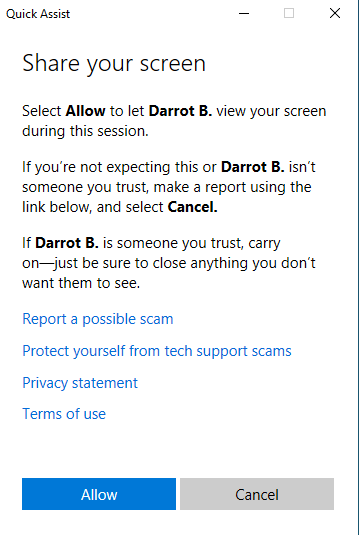 Quick Assist
Share your screen
Select Allow to let Darrot B. view your screen
during this session.
If you’re not expecting this or Darrot B. isn’t
someone you trust, make a report using the
link below, and select Cancel.
If Darrot B. is someone you trust, carry
on—just be sure to close anything you don’t
want them to see.
Report a possible scam
Protect yourself from tech support scams
Privacy statement
Terms of use
Allow
Cancel